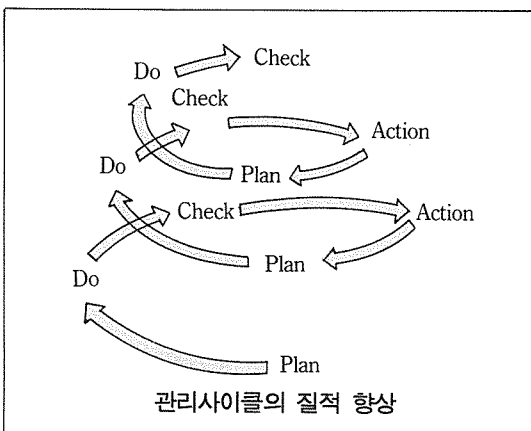 Do
Check
Check
Action
Do
Plan
Check
Action
Plan
Do
Plan
관리사이클의 질적 향상